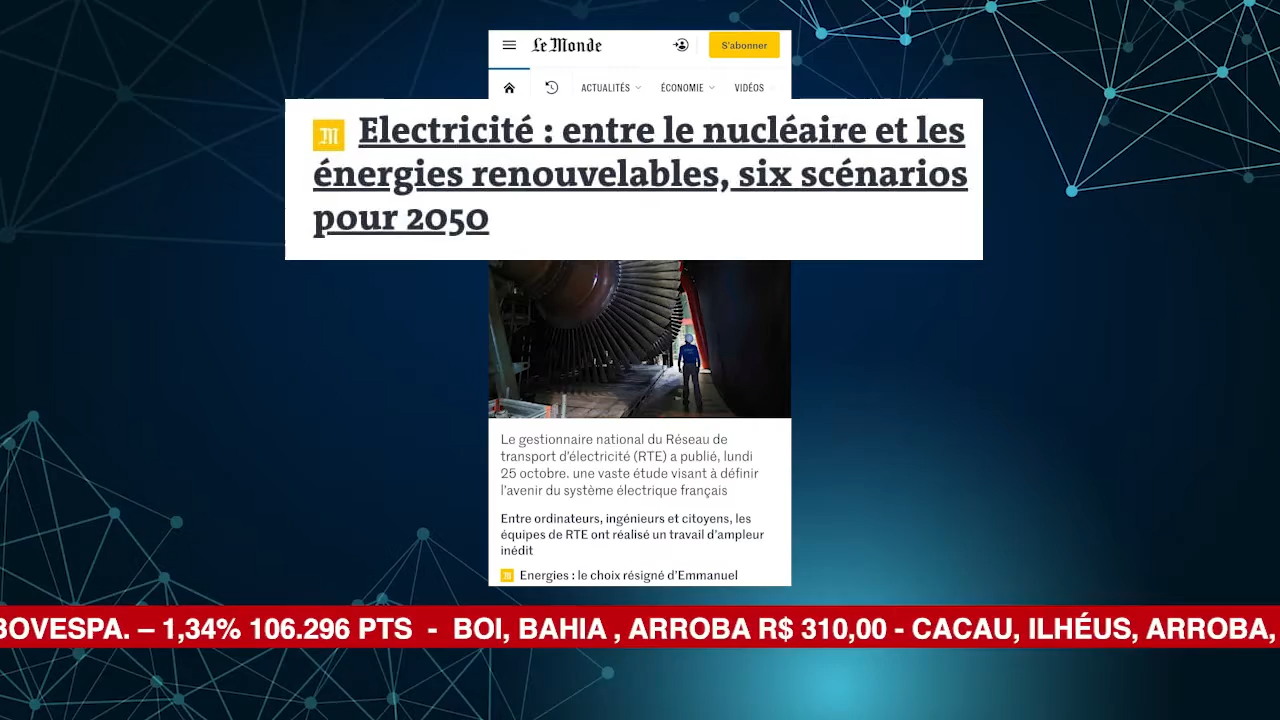 Le Monde
S'abonner
ACTUALITÉS ÉCONOMIE VIDÉOS
M Electricité : entre le nucléaire et les
énergies renouvelables, six scénarios
pour 2050
Le gestionnaire national du Réseau de
transport d'électricité (RTE) a publié, lundi
25 octobre. une vaste étude visant à définir
l'avenir du système électrique français
Entre ordinateurs, ingénieurs et citoyens, les
équipes de RTE ont réalisé un travail d'ampleur
inédit
M Energies : le choix résigné d'Emmanuel
BOVESPA. – 1,34% 106.296 PTS - BOI, BAHIA , ARROBA R$ 310,00 - CACAU, ILHÉUS, ARROBA,